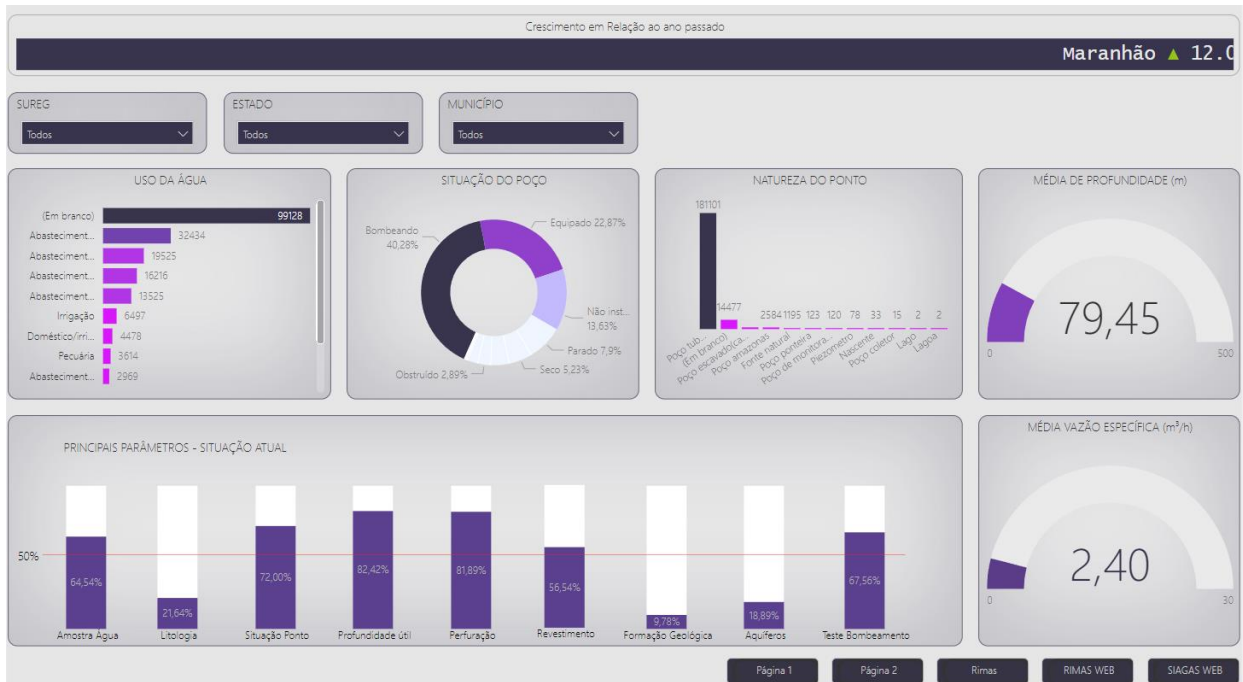 Crescimento em Relação ao ano passado
Maranhão ▲ 12.0
SUREG
Todos
ESTADO
Todos
MUNICÍPIO
Todos
USO DA ÁGUA
(Em branco) 99128
Abasteciment... 32434
Abasteciment... 19525
Abasteciment... 16216
Abasteciment... 13525
Irrigação 6497
Doméstico/irri... 4478
Pecuária 3614
Abasteciment... 2969
SITUAÇÃO DO POÇO
Bombeando
40,28%
Equipado 22,87%
Não inst...
13,63%
Parado 7,9%
Seco 5,23%
Obstruído 2,89%
NATUREZA DO PONTO
181101
14477
2584 1195 123 120 78 33 15 2 2
Poço tub...
(Em branco)
Poço escavado(ca...
Poço amazonas
Fonte natural
Poço ponteira
Poço de monitora...
Piezometro
Nascente
Poço coletor
Lago
Lagoa
MÉDIA DE PROFUNDIDADE (m)
79,45
0 500
PRINCIPAIS PARÂMETROS - SITUAÇÃO ATUAL
50%
64,54% 21,64% 72,00% 82,42% 81,89% 56,54% 9,78% 18,89% 67,56%
Amostra Água Litologia Situação Ponto Profundidade útil Perfuração Revestimento Formação Geológica Aquíferos Teste Bombeamento
MÉDIA VAZÃO ESPECÍFICA (m³/h)
2,40
0 30
Página 1 Página 2 Rimas RIMAS WEB SIAGAS WEB